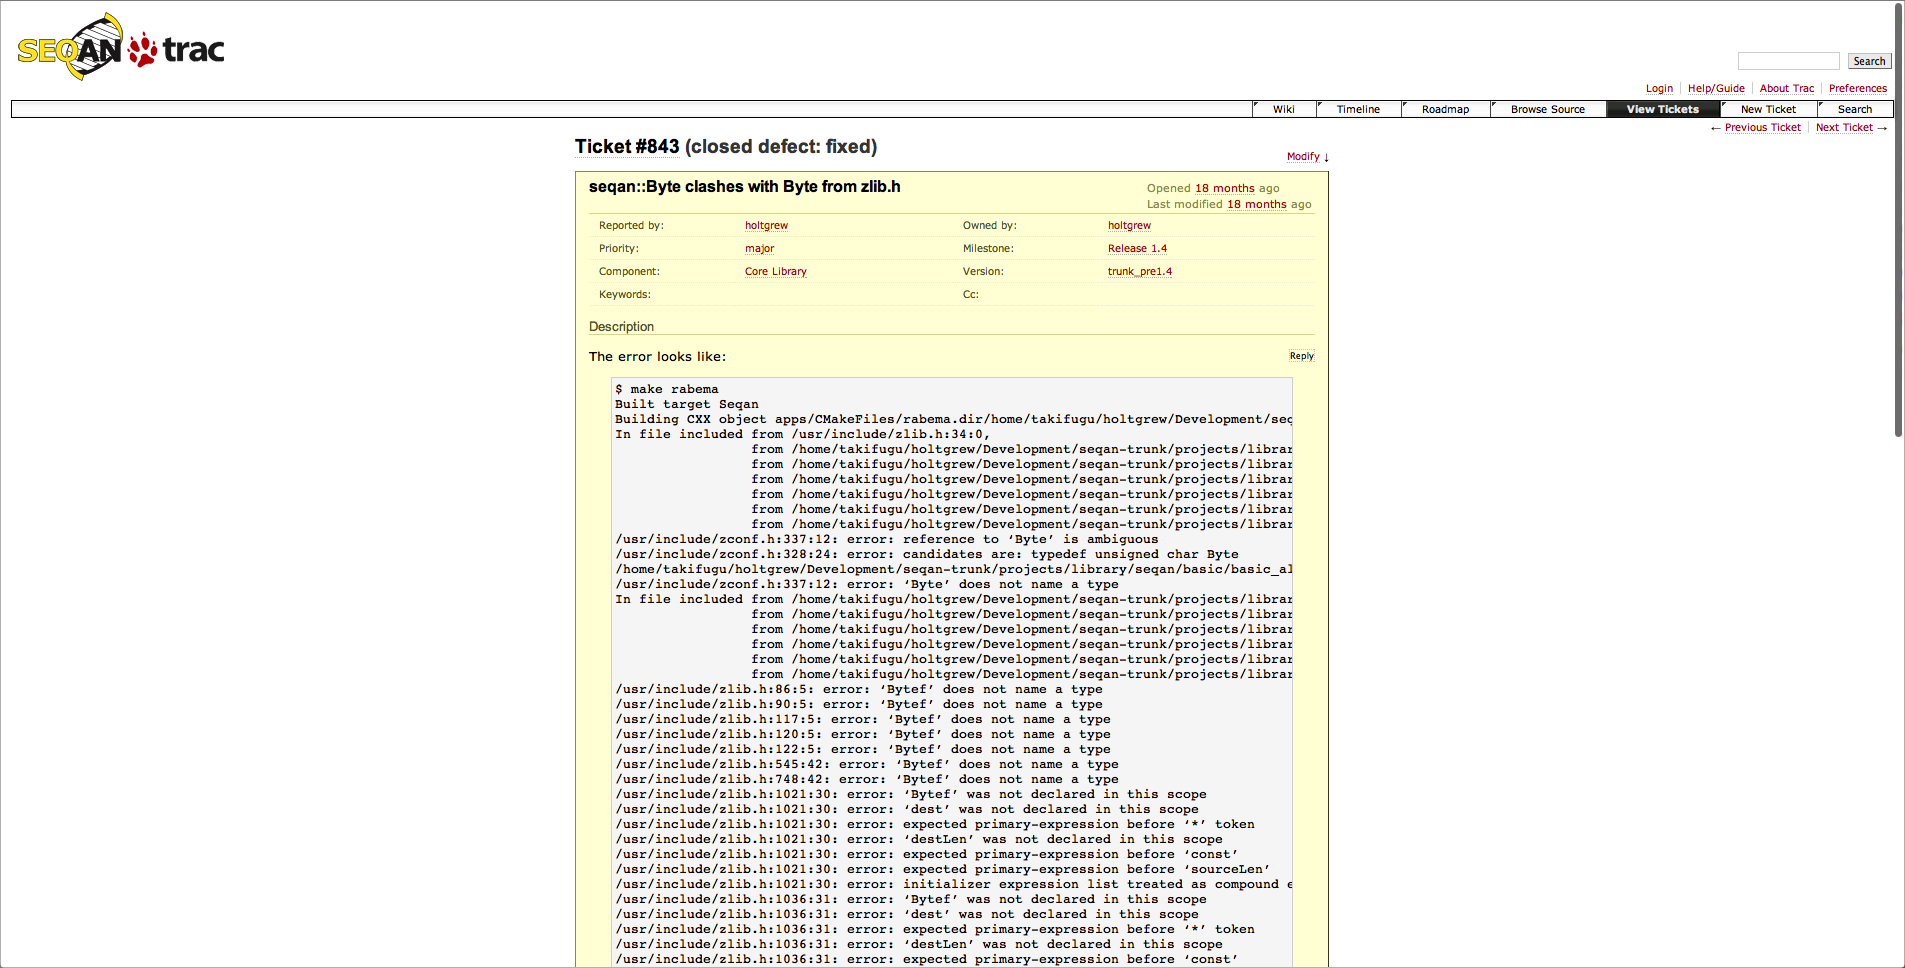 SEQAN trac
Search
Login Help/Guide About Trac Preferences
Wiki Timeline Roadmap Browse Source View Tickets New Ticket Search
← Previous Ticket Next Ticket →
Ticket #843 (closed defect: fixed)
Modify ↓
seqan::Byte clashes with Byte from zlib.h
Opened 18 months ago
Last modified 18 months ago
Reported by: holtgrew Owned by: holtgrew
Priority: major Milestone: Release 1.4
Component: Core Library Version: trunk_pre1.4
Keywords: Cc:
Description
The error looks like:
Reply
$ make rabema
Built target Seqan
Building CXX object apps/CMakeFiles/rabema.dir/home/takifugu/holtgrew/Development/seq
In file included from /usr/include/zlib.h:34:0,
from /home/takifugu/holtgrew/Development/seqan-trunk/projects/librar
from /home/takifugu/holtgrew/Development/seqan-trunk/projects/librar
from /home/takifugu/holtgrew/Development/seqan-trunk/projects/librar
from /home/takifugu/holtgrew/Development/seqan-trunk/projects/librar
from /home/takifugu/holtgrew/Development/seqan-trunk/projects/librar
from /home/takifugu/holtgrew/Development/seqan-trunk/projects/librar
/usr/include/zconf.h:337:12: error: reference to ‘Byte’ is ambiguous
/usr/include/zconf.h:328:24: error: candidates are: typedef unsigned char Byte
/home/takifugu/holtgrew/Development/seqan-trunk/projects/library/seqan/basic/basic_al
/usr/include/zconf.h:337:12: error: ‘Byte’ does not name a type
In file included from /home/takifugu/holtgrew/Development/seqan-trunk/projects/librar
from /home/takifugu/holtgrew/Development/seqan-trunk/projects/librar
from /home/takifugu/holtgrew/Development/seqan-trunk/projects/librar
from /home/takifugu/holtgrew/Development/seqan-trunk/projects/librar
from /home/takifugu/holtgrew/Development/seqan-trunk/projects/librar
from /home/takifugu/holtgrew/Development/seqan-trunk/projects/librar
/usr/include/zlib.h:86:5: error: ‘Bytef’ does not name a type
/usr/include/zlib.h:90:5: error: ‘Bytef’ does not name a type
/usr/include/zlib.h:117:5: error: ‘Bytef’ does not name a type
/usr/include/zlib.h:120:5: error: ‘Bytef’ does not name a type
/usr/include/zlib.h:122:5: error: ‘Bytef’ does not name a type
/usr/include/zlib.h:545:42: error: ‘Bytef’ does not name a type
/usr/include/zlib.h:748:42: error: ‘Bytef’ does not name a type
/usr/include/zlib.h:1021:30: error: ‘Bytef’ was not declared in this scope
/usr/include/zlib.h:1021:30: error: ‘dest’ was not declared in this scope
/usr/include/zlib.h:1021:30: error: expected primary-expression before ‘*’ token
/usr/include/zlib.h:1021:30: error: ‘destLen’ was not declared in this scope
/usr/include/zlib.h:1021:30: error: expected primary-expression before ‘const’
/usr/include/zlib.h:1021:30: error: expected primary-expression before ‘sourceLen’
/usr/include/zlib.h:1021:30: error: initializer expression list treated as compound e
/usr/include/zlib.h:1036:31: error: ‘Bytef’ was not declared in this scope
/usr/include/zlib.h:1036:31: error: ‘dest’ was not declared in this scope
/usr/include/zlib.h:1036:31: error: expected primary-expression before ‘*’ token
/usr/include/zlib.h:1036:31: error: ‘destLen’ was not declared in this scope
/usr/include/zlib.h:1036:31: error: expected primary-expression before ‘const’